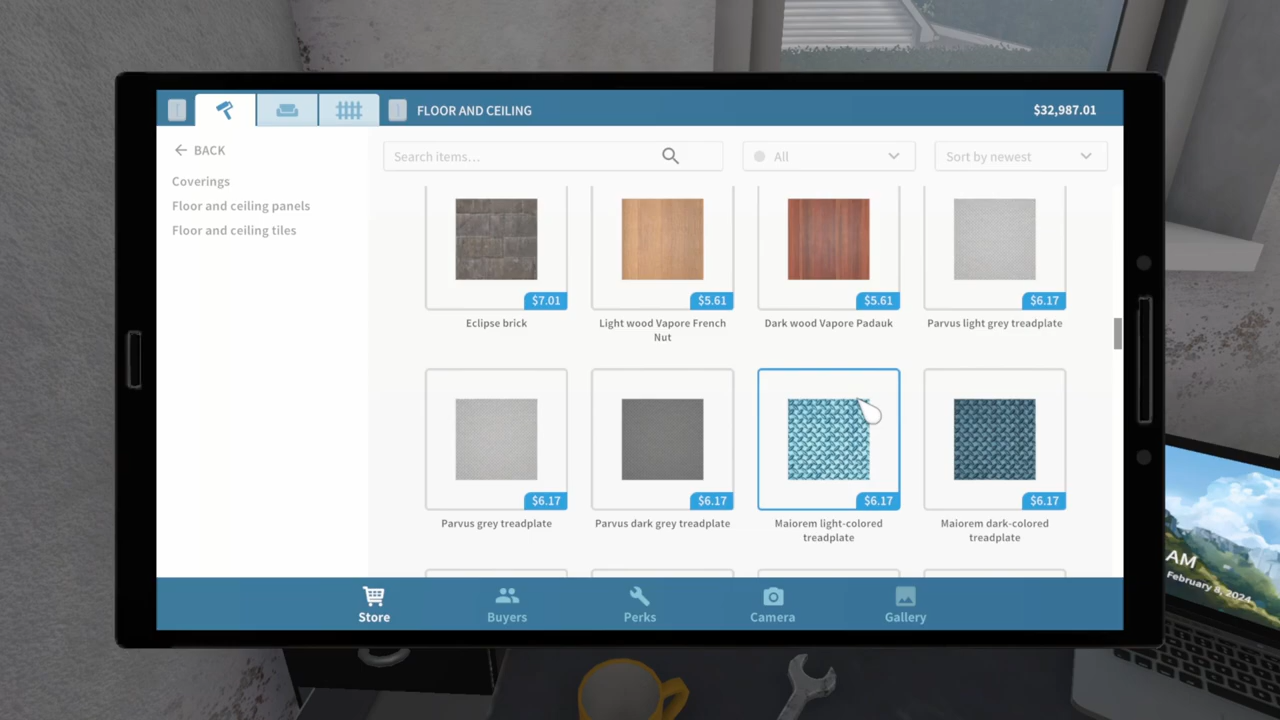 FLOOR AND CEILING
$32,987.01
BACK
Search items...
All
Sort by newest
Coverings
Floor and ceiling panels
Floor and ceiling tiles
$7.01
$5.61
$5.61
$6.17
Eclipse brick
Light wood Vapore French
Nut
Dark wood Vapore Padauk
Parvus light grey treadplate
$6.17
$6.17
$6.17
$6.17
Parvus grey treadplate
Parvus dark grey treadplate
Maiorem light-colored
treadplate
Maiorem dark-colored
treadplate
Store
Buyers
Perks
Camera
Gallery
AM
February 8, 2024